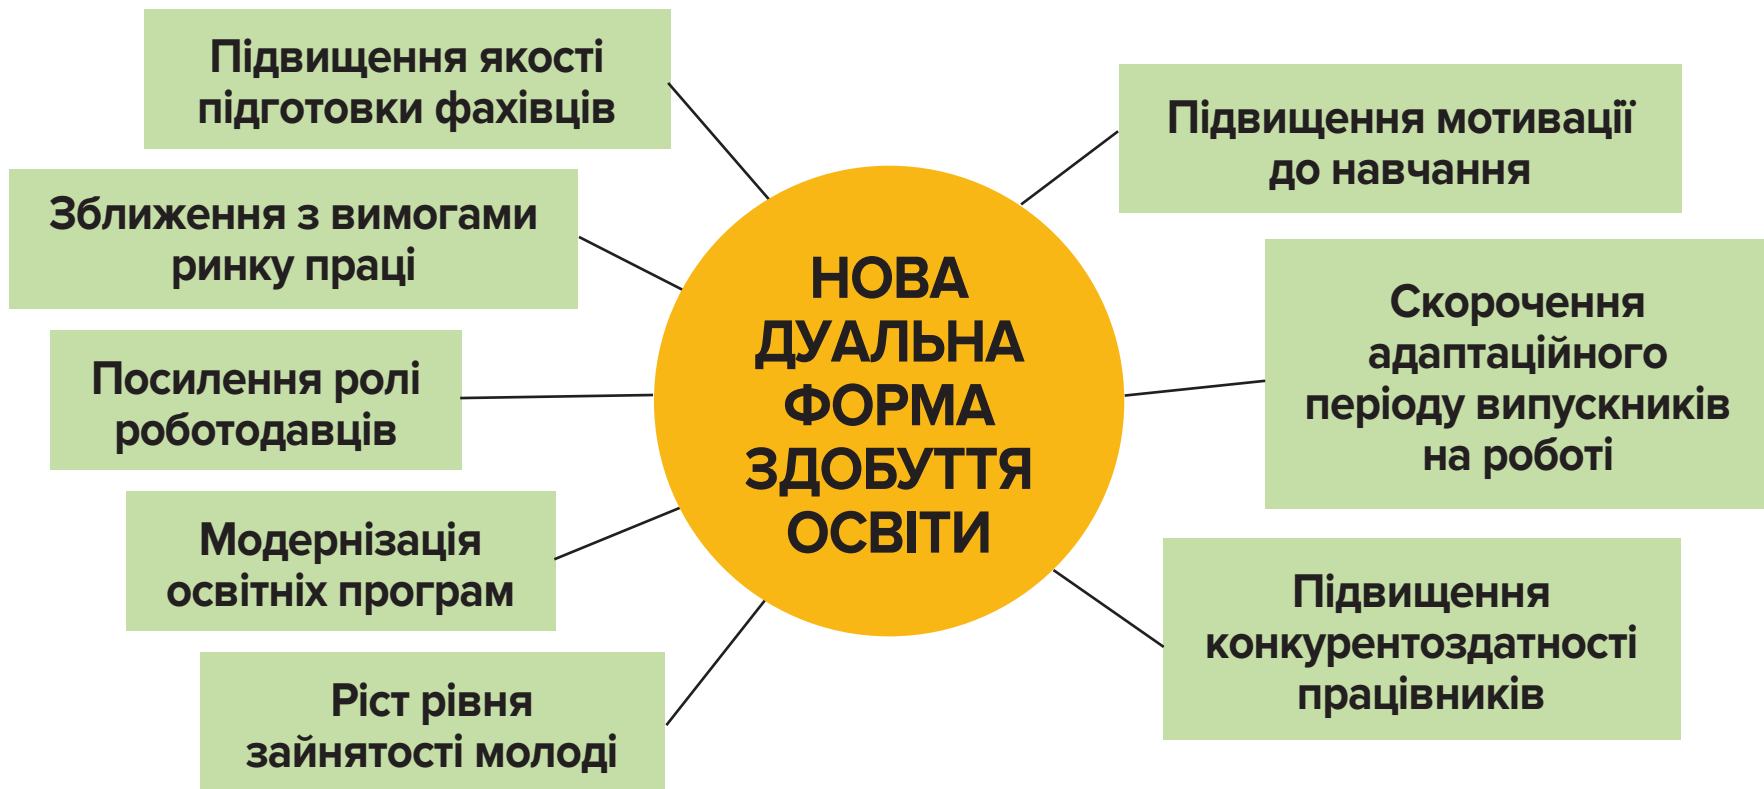 Підвищення якості
підготовки фахівців
Зближення з вимогами
ринку праці
Посилення ролі
роботодавців
Модернізація
освітніх програм
Ріст рівня
зайнятості молоді
НОВА
ДУАЛЬНА
ФОРМА
ЗДОБУТТЯ
ОСВІТИ
Підвищення мотивації
до навчання
Скорочення
адаптаційного
періоду випускників
на роботі
Підвищення
конкурентоздатності
працівників